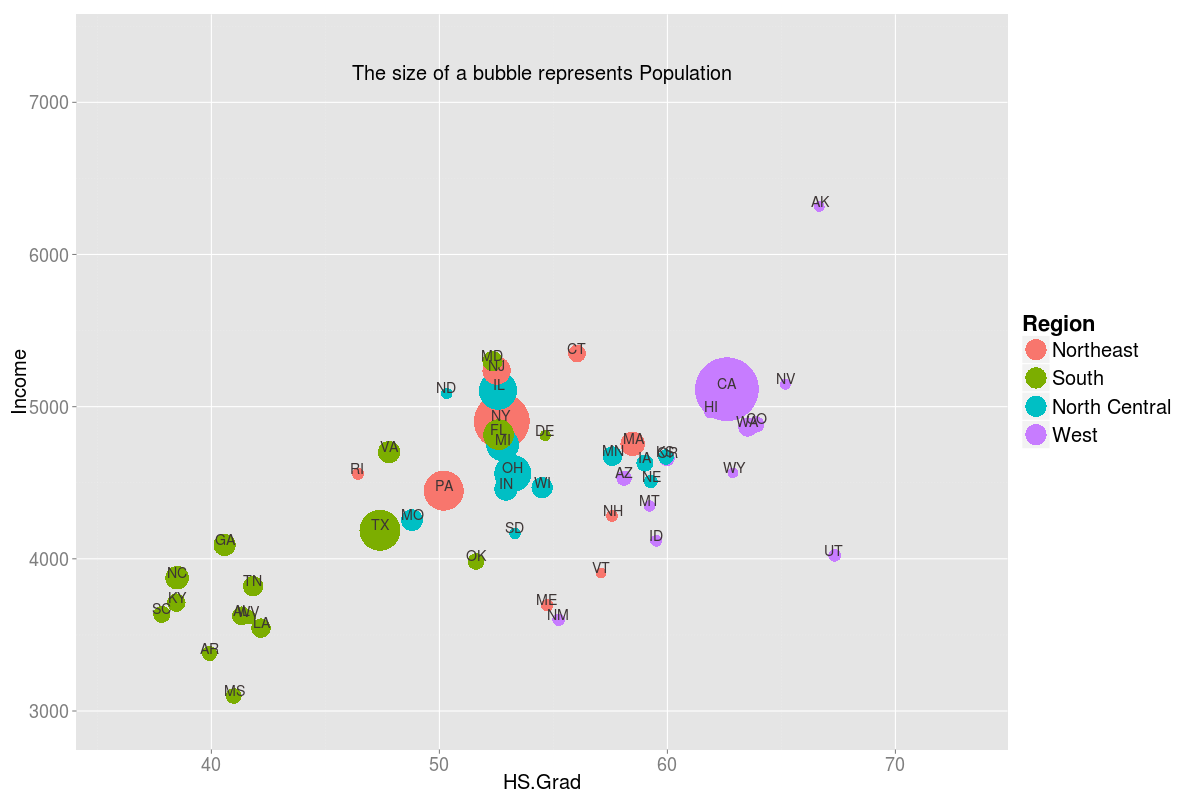 The size of a bubble represents Population
7000
AK
6000
MD
CT
NJ
ND
IL
CA
NV
5000
HI
NY
WA
CO
FL
DE
MI
MA
VA
MN
IA
KS
OR
RI
OH
AZ
WY
PA
IN
WI
NE
MT
NH
TX
MO
SD
ID
GA
OK
UT
4000
NC
TN
VT
KY
ME
SC
AL
WV
NM
LA
AR
MS
3000
40
50
60
70
HS.Grad
Income
Region
Northeast
South
North Central
West